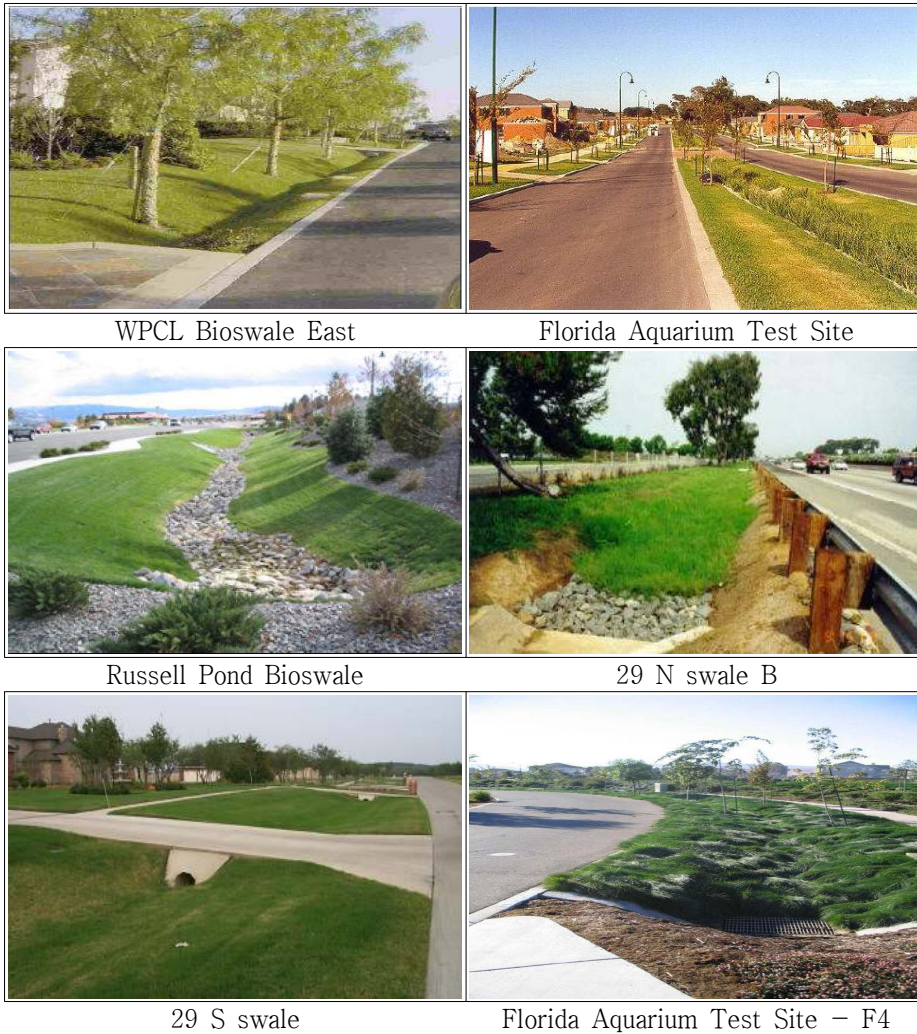 WPCL Bioswale East
Florida Aquarium Test Site
Russell Pond Bioswale
29 N swale B
29 S swale
Florida Aquarium Test Site - F4